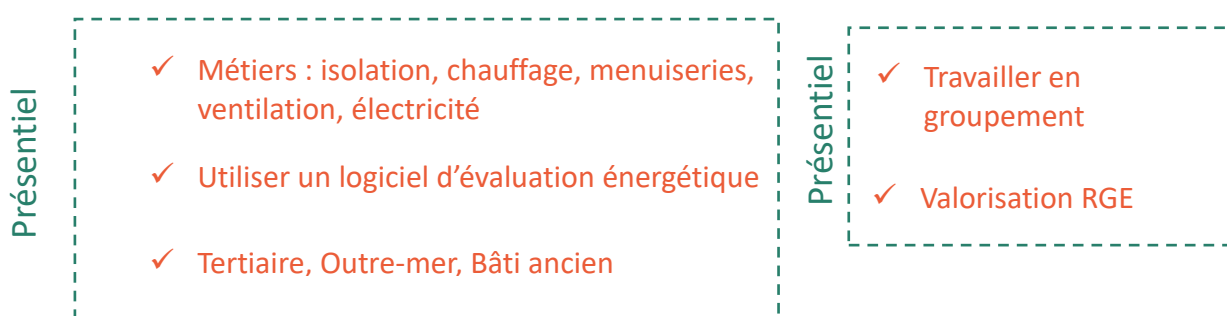 Présentiel
Métiers : isolation, chauffage, menuiseries,
ventilation, électricité
Utiliser un logiciel d’évaluation énergétique
Tertiaire, Outre-mer, Bâti ancien
Présentiel
Travailler en
groupement
Valorisation RGE